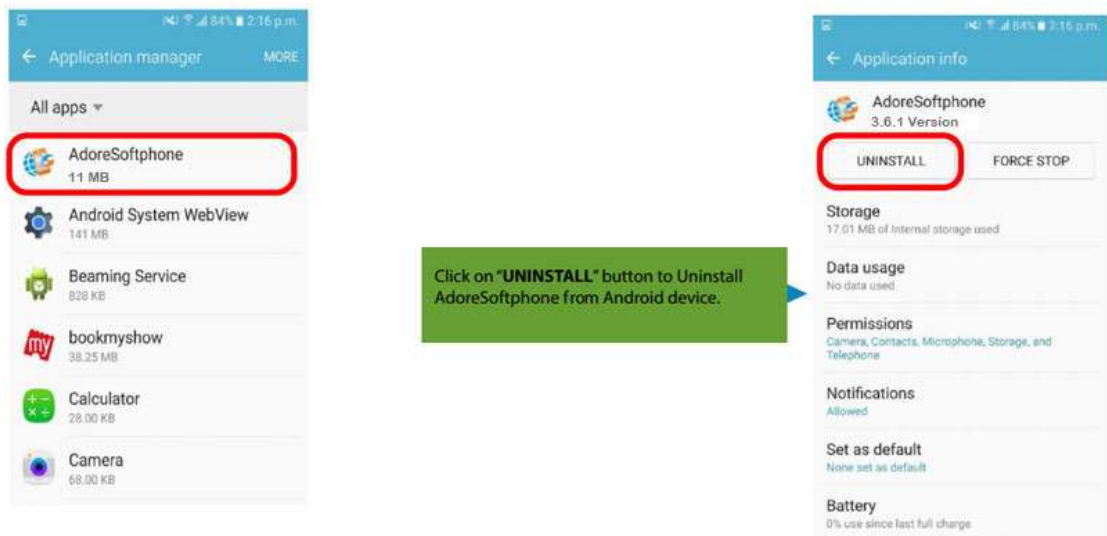 84% 2:16 p.m.
Application manager MORE
All apps
AdoreSoftphone
11 MB
Android System WebView
141 MB
Beaming Service
828 KB
my
bookmyshow
38.25 MB
Calculator
28.00 KB
Camera
68.00 KB
Click on "UNINSTALL" button to Uninstall
AdoreSoftphone from Android device.
84% 2:16 p.m.
Application info
AdoreSoftphone
3.6.1 Version
UNINSTALL FORCE STOP
Storage
17.01 MB of Internal storage used
Data usage
No data used
Permissions
Camera, Contacts, Microphone, Storage, and
Telephone
Notifications
Allowed
Set as default
None set as default
Battery
0% use since last full charge